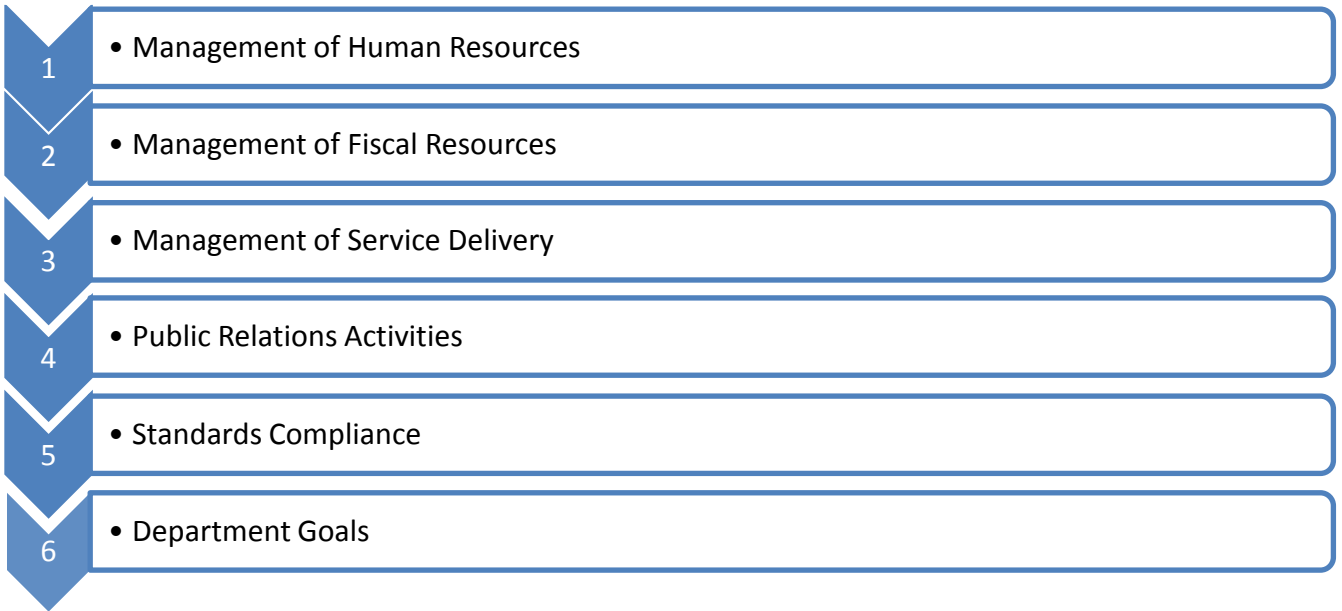 1
• Management of Human Resources
2
• Management of Fiscal Resources
3
• Management of Service Delivery
4
• Public Relations Activities
5
• Standards Compliance
6
• Department Goals